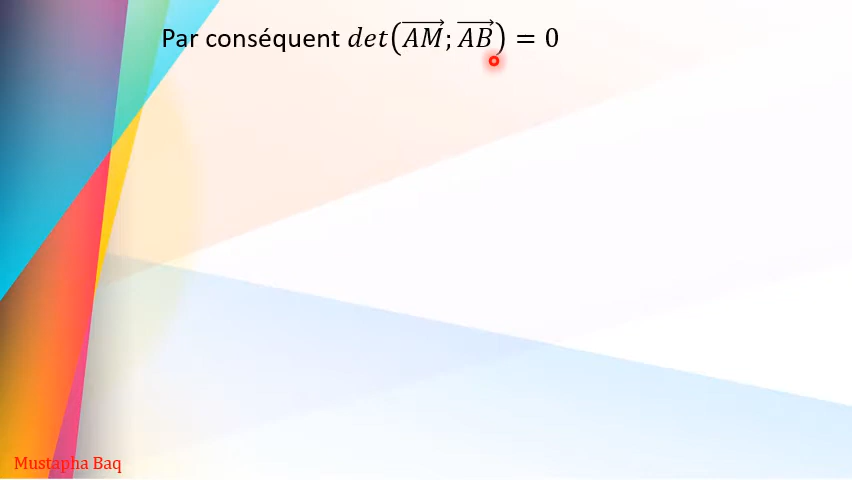 Par conséquent 𝑑𝑒𝑡(𝐴𝑀⃗; 𝐴𝐵⃗) = 0
Mustapha Baq